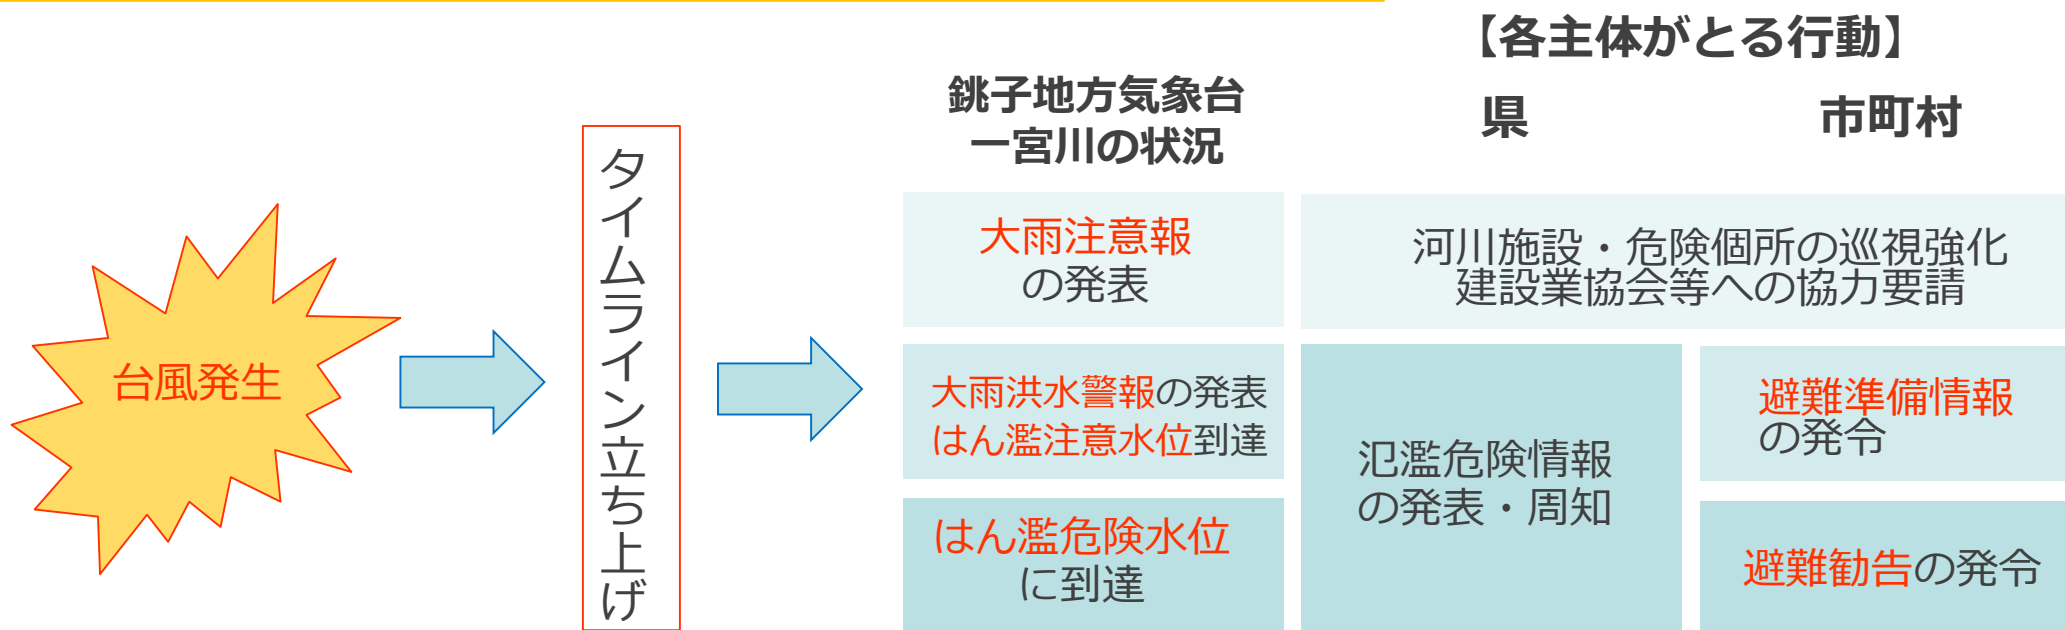 【各主体がとる行動】
銚子地方気象台
一宮川の状況
県
市町村
台風発生
タイムライン立ち上げ
大雨注意報
の発表
河川施設・危険個所の巡視強化
建設業協会等への協力要請
大雨洪水警報の発表
はん濫注意水位到達
氾濫危険情報
の発表・周知
避難準備情報
の発令
はん濫危険水位
に到達
避難勧告の発令